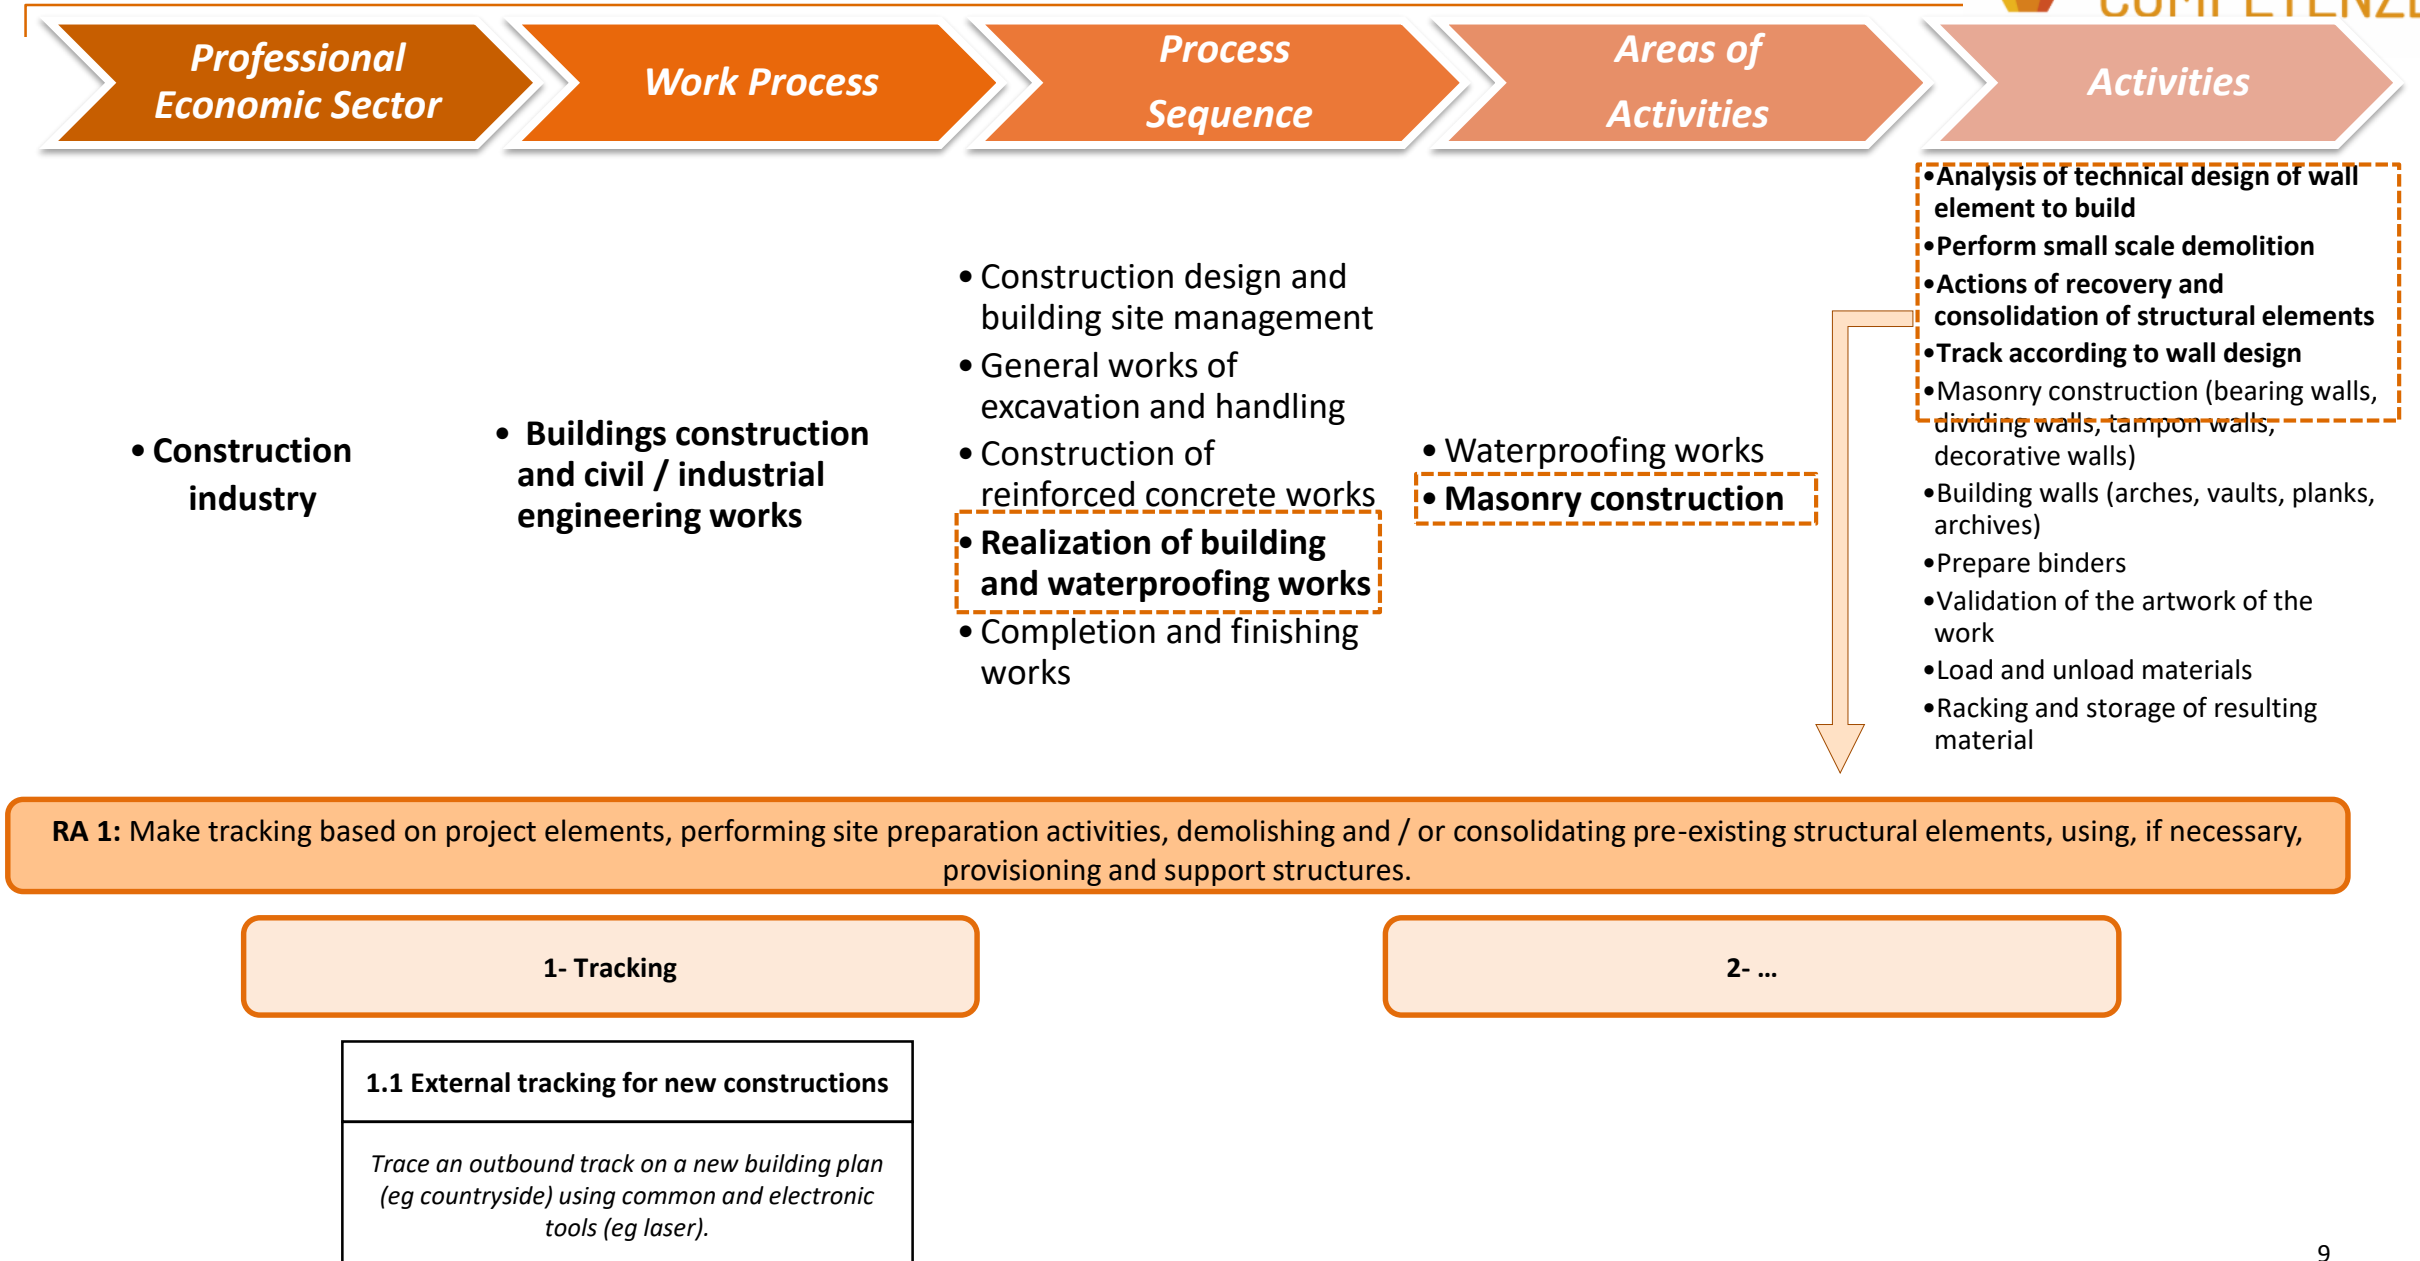 COMPETENZE
Professional
Economic Sector
Work Process
Process
Sequence
Areas of
Activities
Activities
• Construction
industry
• Buildings construction
and civil / industrial
engineering works
• Construction design and
building site management
• General works of
excavation and handling
• Construction of
reinforced concrete works
• Realization of building
and waterproofing works
• Completion and finishing
works
• Waterproofing works
• Masonry construction
•Analysis of technical design of wall
element to build
•Perform small scale demolition
•Actions of recovery and
consolidation of structural elements
•Track according to wall design
•Masonry construction (bearing walls,
dividing walls, tampon walls,
decorative walls)
•Building walls (arches, vaults, planks,
archives)
•Prepare binders
•Validation of the artwork of the
work
•Load and unload materials
•Racking and storage of resulting
material
RA 1: Make tracking based on project elements, performing site preparation activities, demolishing and / or consolidating pre-existing structural elements, using, if necessary,
provisioning and support structures.
1- Tracking
2- ...
1.1 External tracking for new constructions
Trace an outbound track on a new building plan
(eg countryside) using common and electronic
tools (eg laser).
9